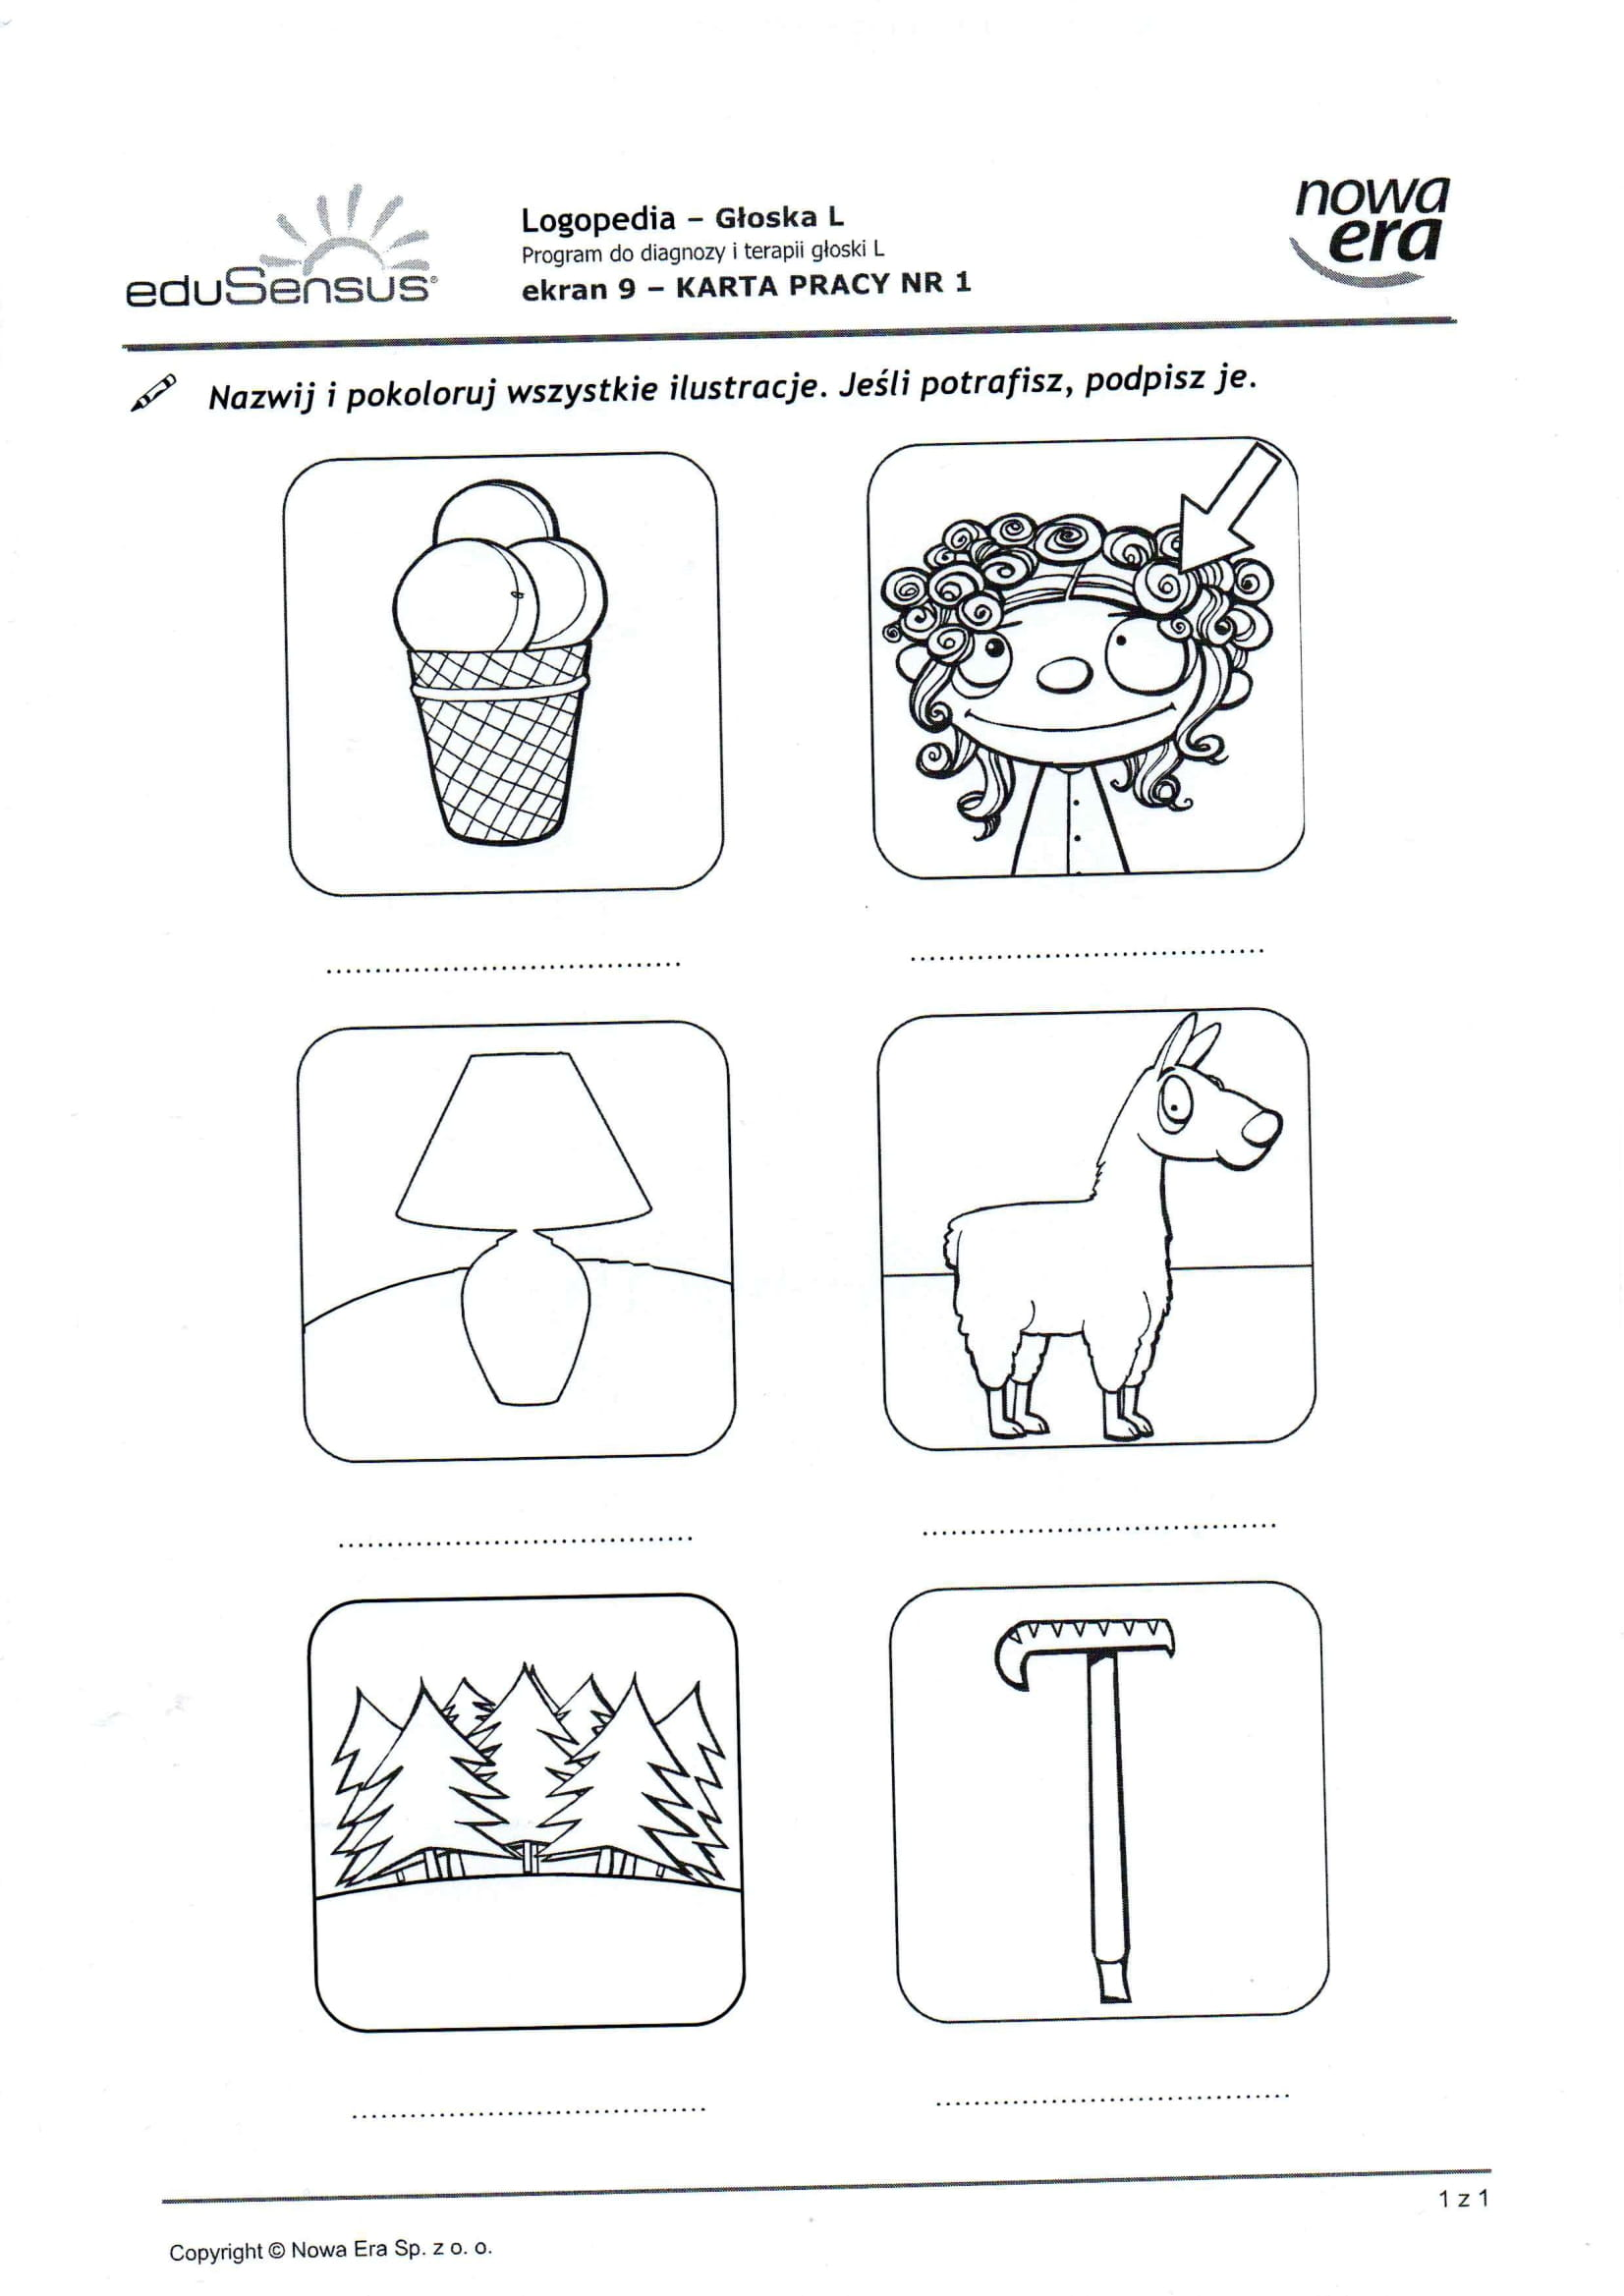 eduSensus®
Logopedia – Głoska L
Program do diagnozy i terapii głoski L
ekran 9 – KARTA PRACY NR 1
nowa
era
Nazwij i pokoloruj wszystkie ilustracje. Jeśli potrafisz, podpisz je.
1 z 1
Copyright © Nowa Era Sp. z o. o.